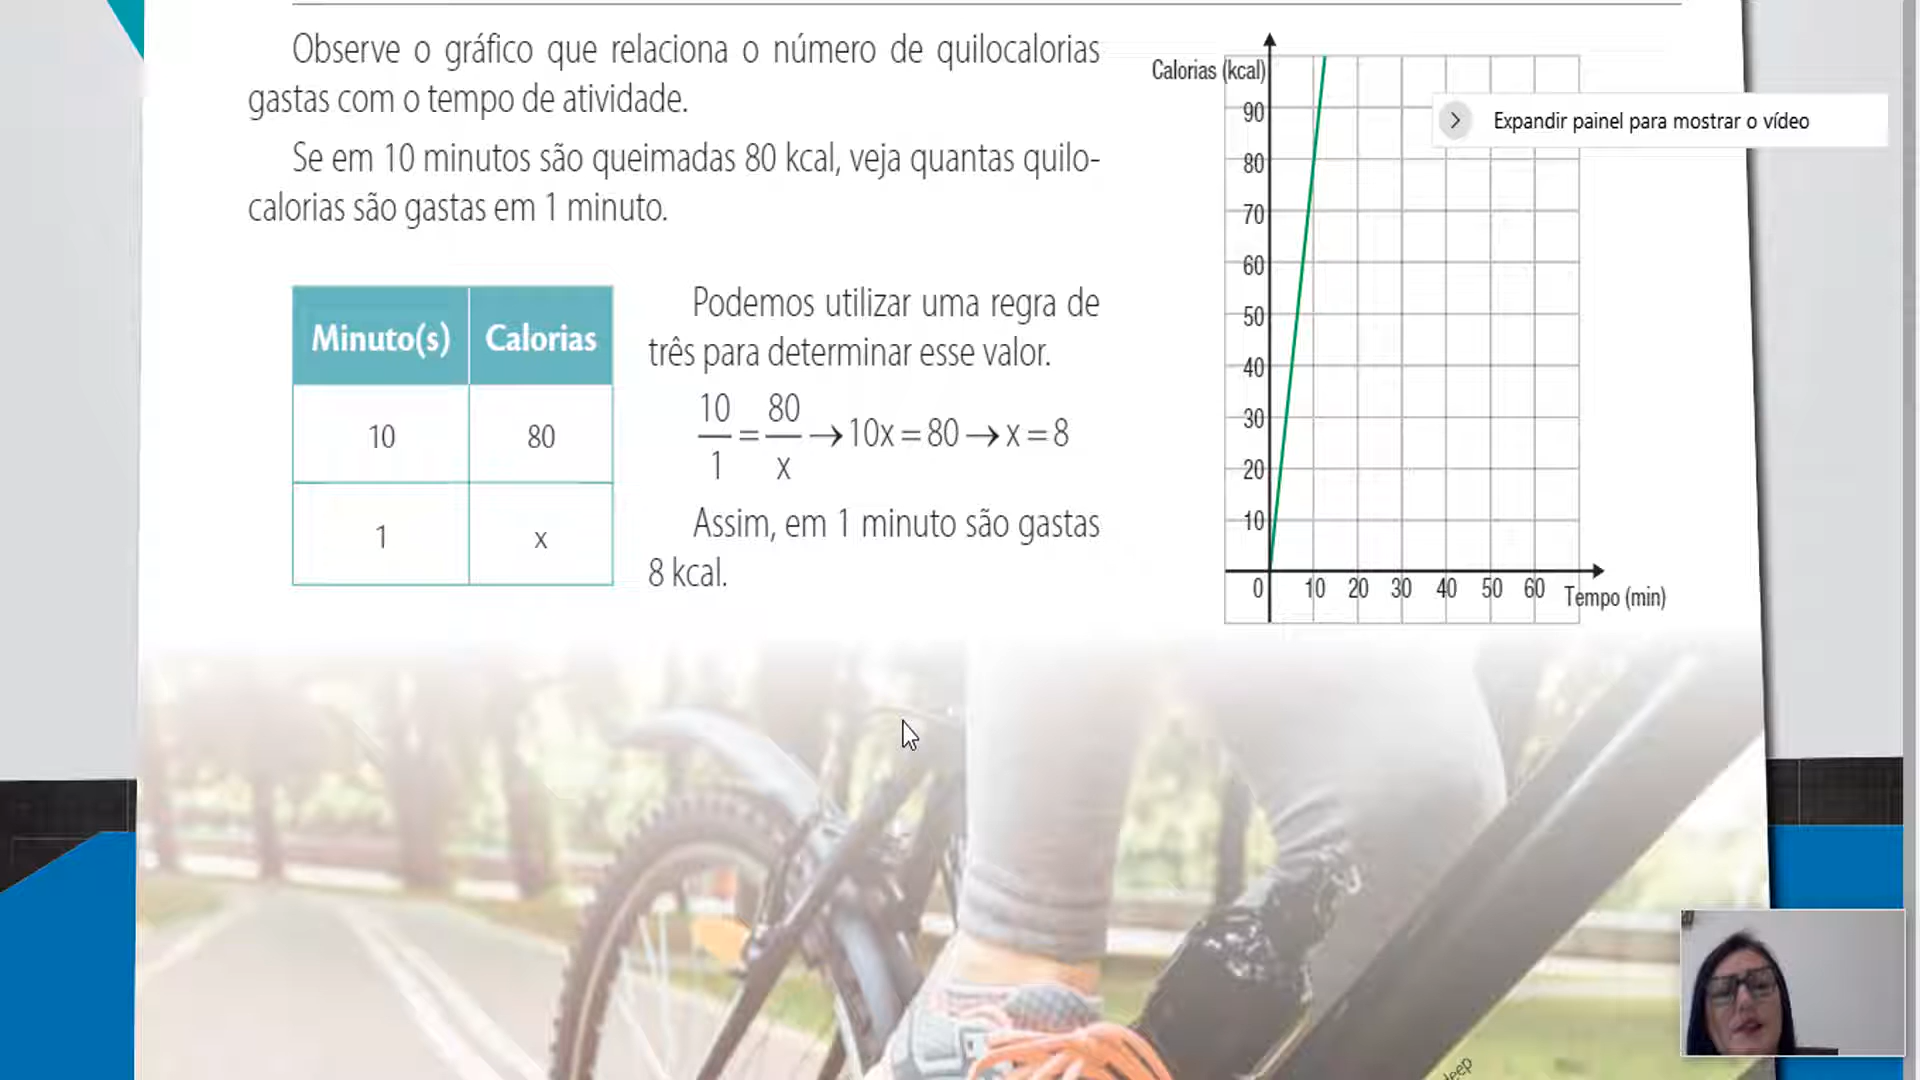 Observe o gráfico que relaciona o número de quilocalorias
gastas com o tempo de atividade.
Se em 10 minutos são queimadas 80 kcal, veja quantas quilo-
calorias são gastas em 1 minuto.
Minuto(s) Calorias
10 80
1 x
Podemos utilizar uma regra de
três para determinar esse valor.
10/1 = 80/x → 10x = 80 → x = 8
Assim, em 1 minuto são gastas
8 kcal.
Calorias (kcal)
90
80
70
60
50
40
30
20
10
0 10 20 30 40 50 60 Tempo (min)
Expandir painel para mostrar o vídeo